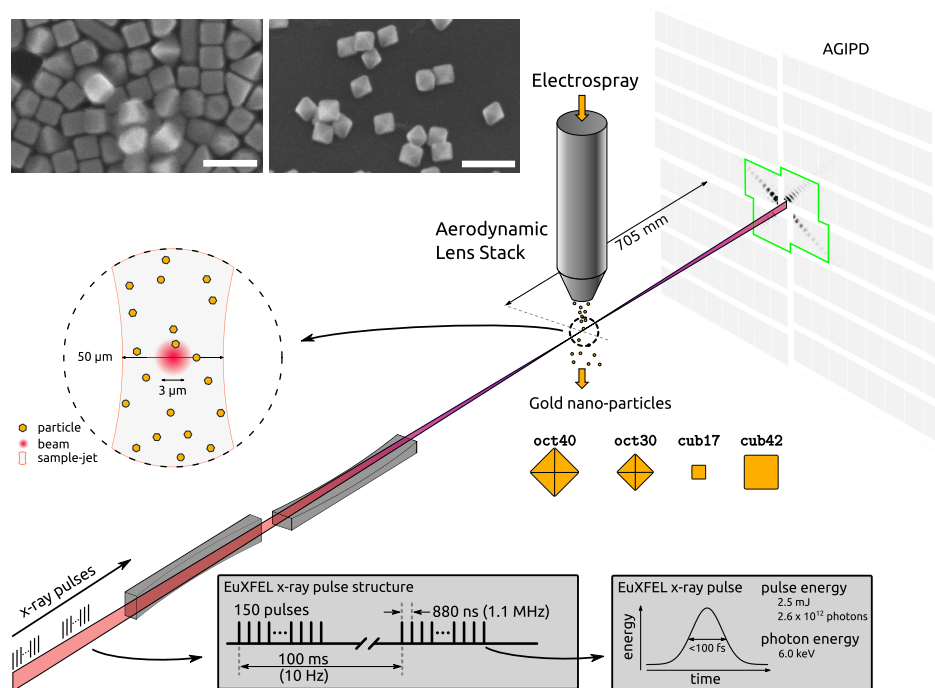 AGIPD
Electrospray
Aerodynamic
Lens Stack
705 mm
50 µm
3 µm
particle
beam
sample-jet
Gold nano-particles
oct40 oct30 cub17 cub42
x-ray pulses
EuXFEL x-ray pulse structure
150 pulses
880 ns (1.1 MHz)
100 ms
(10 Hz)
EuXFEL x-ray pulse
energy
<100 fs
time
pulse energy
2.5 mJ
2.6 x 10¹² photons
photon energy
6.0 keV